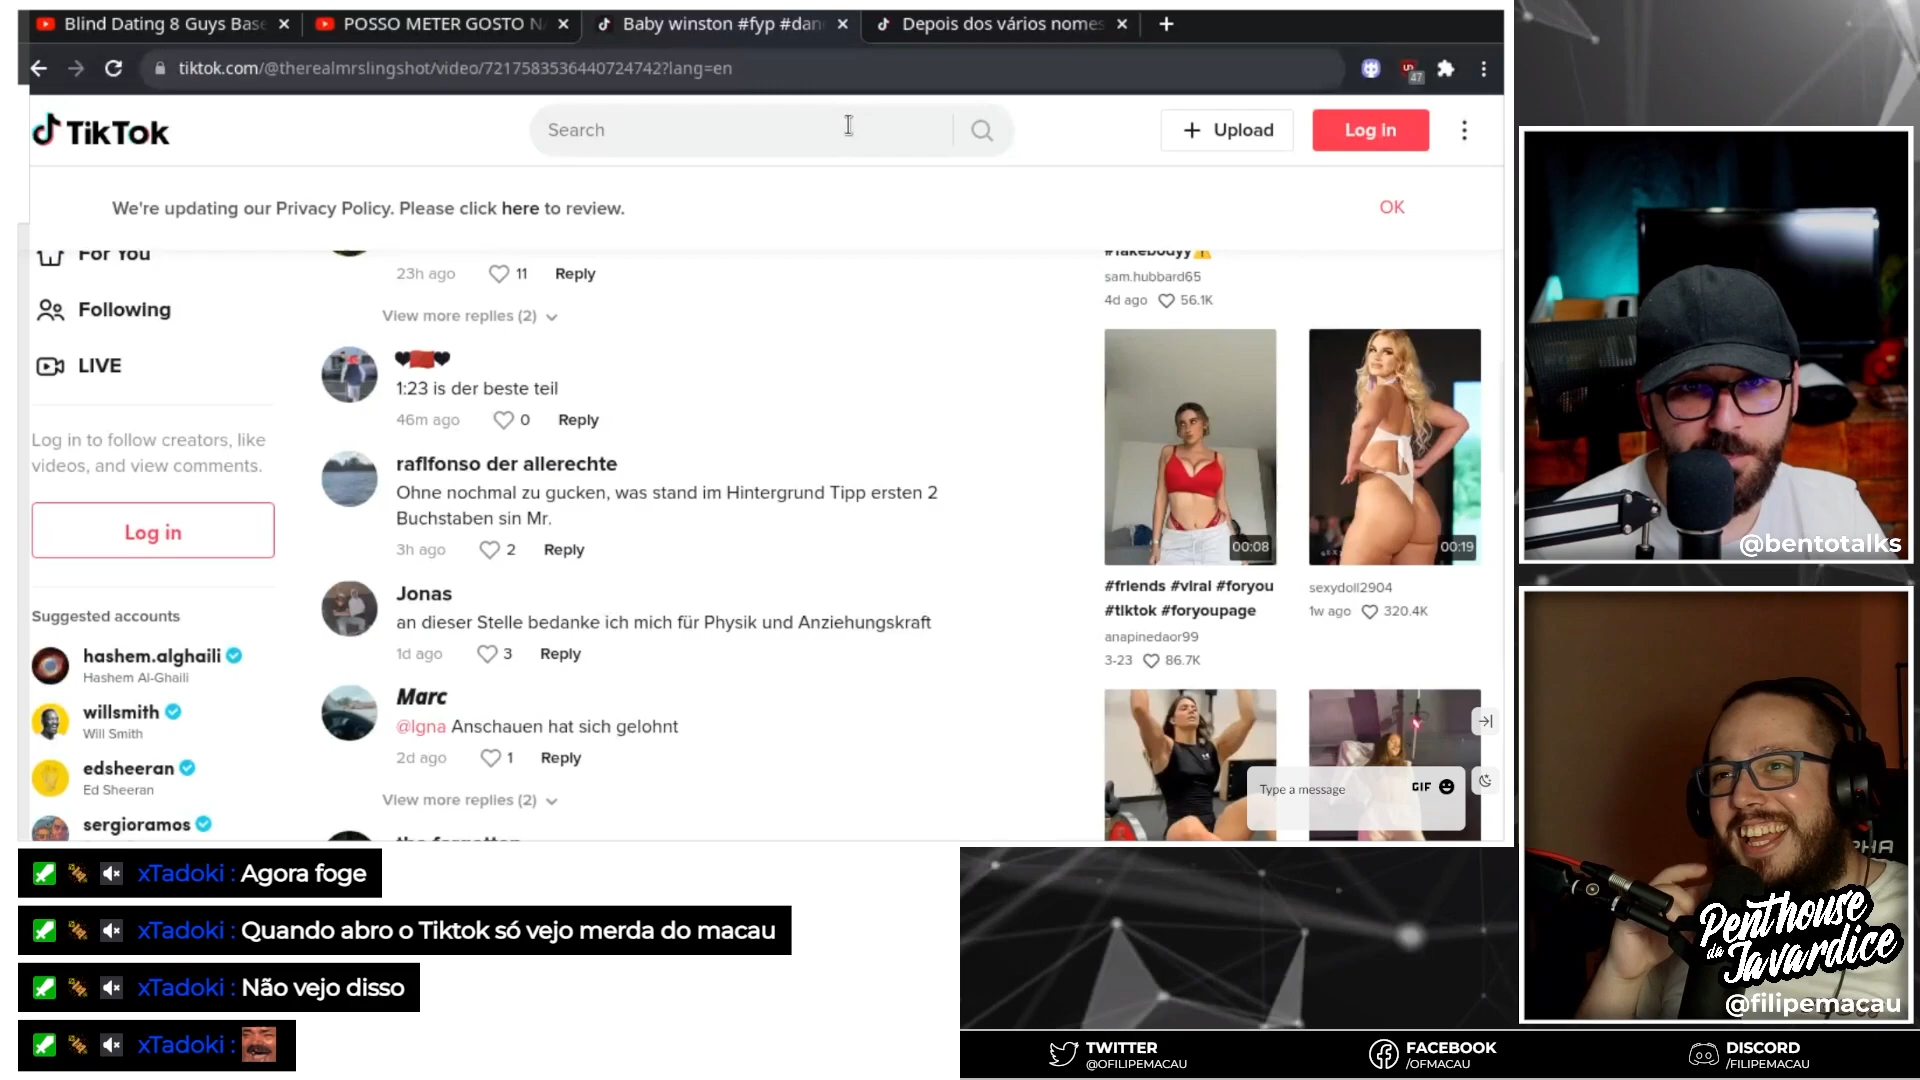 Blind Dating 8 Guys Base
POSSO METER GOSTO N
Baby winston #fyp #dan
Depois dos vários nomes
tiktok.com/@therealmrslingshot/video/7217583536440724742?lang=en
47
TikTok
Search
Upload
Log in
We're updating our Privacy Policy. Please click here to review.
OK
For You
Following
LIVE
Log in to follow creators, like
videos, and view comments.
Log in
Suggested accounts
hashem.alghaili
Hashem Al-Ghaili
willsmith
Will Smith
edsheeran
Ed Sheeran
sergioramos
23h ago 11 Reply
View more replies (2)
1:23 is der beste teil
46m ago 0 Reply
raflfonso der allerechte
Ohne nochmal zu gucken, was stand im Hintergrund Tipp ersten 2
Buchstaben sin Mr.
3h ago 2 Reply
Jonas
an dieser Stelle bedanke ich mich für Physik und Anziehungskraft
1d ago 3 Reply
Marc
@Igna Anschauen hat sich gelohnt
2d ago 1 Reply
View more replies (2)
#fakebodyy
sam.hubbard65
4d ago 56.1K
00:08
#friends #viral #foryou
#tiktok #foryoupage
anapinedaor99
3-23 86.7K
00:19
sexydoll2904
1w ago 320.4K
Type a message GIF
xTadoki : Agora foge
xTadoki : Quando abro o Tiktok só vejo merda do macau
xTadoki : Não vejo disso
xTadoki :
@bentotalks
Penthouse
da Javardice
@filipemacau
TWITTER
@OFILIPEMACAU
FACEBOOK
/OFMACAU
DISCORD
/FILIPEMACAU